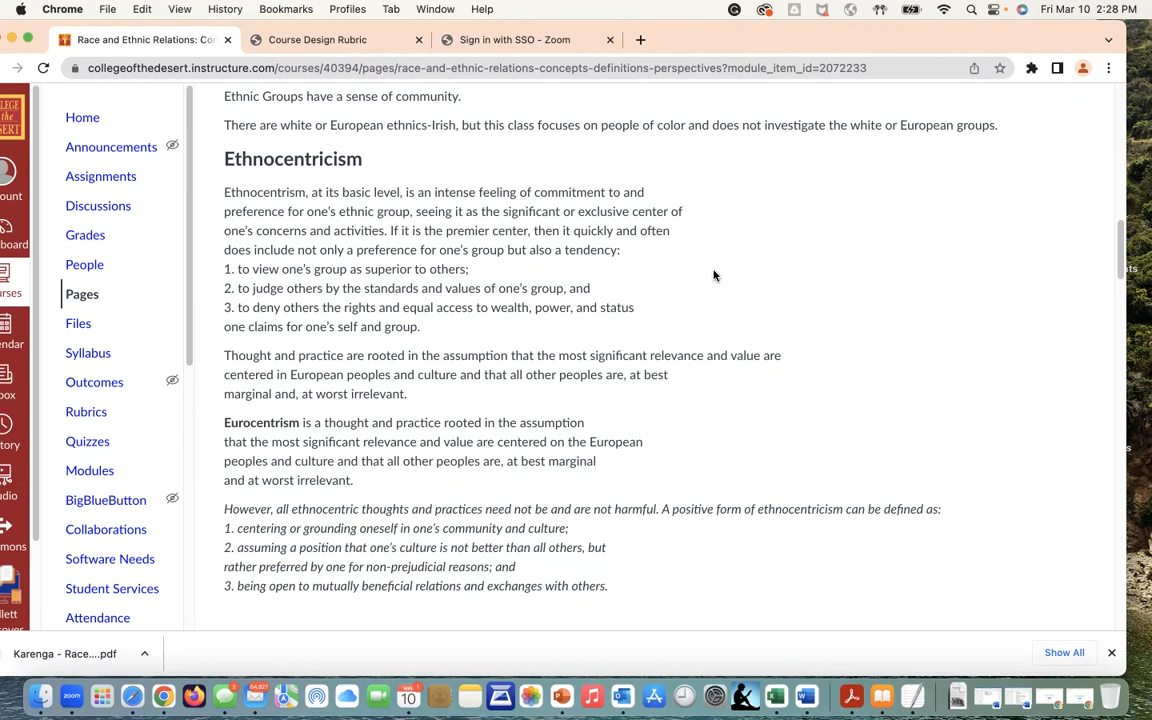 Chrome File Edit View History Bookmarks Profiles Tab Window Help Fri Mar 10 2:28 PM
Race and Ethnic Relations: Co Course Design Rubric Sign in with SSO - Zoom
collegeofthedesert.instructure.com/courses/40394/pages/race-and-ethnic-relations-concepts-definitions-perspectives?module_item_id=2072233
Home
Announcements
Assignments
Discussions
Grades
People
Pages
Files
Syllabus
Outcomes
Rubrics
Quizzes
Modules
BigBlueButton
Collaborations
Software Needs
Student Services
Attendance
Ethnic Groups have a sense of community.
There are white or European ethnics-Irish, but this class focuses on people of color and does not investigate the white or European groups.
Ethnocentricism
Ethnocentrism, at its basic level, is an intense feeling of commitment to and
preference for one's ethnic group, seeing it as the significant or exclusive center of
one's concerns and activities. If it is the premier center, then it quickly and often
does include not only a preference for one's group but also a tendency:
1. to view one's group as superior to others;
2. to judge others by the standards and values of one's group, and
3. to deny others the rights and equal access to wealth, power, and status
one claims for one's self and group.
Thought and practice are rooted in the assumption that the most significant relevance and value are
centered in European peoples and culture and that all other peoples are, at best
marginal and, at worst irrelevant.
Eurocentrism is a thought and practice rooted in the assumption
that the most significant relevance and value are centered on the European
peoples and culture and that all other peoples are, at best marginal
and at worst irrelevant.
However, all ethnocentric thoughts and practices need not be and are not harmful. A positive form of ethnocentricism can be defined as:
1. centering or grounding oneself in one's community and culture;
2. assuming a position that one's culture is not better than all others, but
rather preferred by one for non-prejudicial reasons; and
3. being open to mutually beneficial relations and exchanges with others.
Karenga - Race....pdf Show All
zoom
10